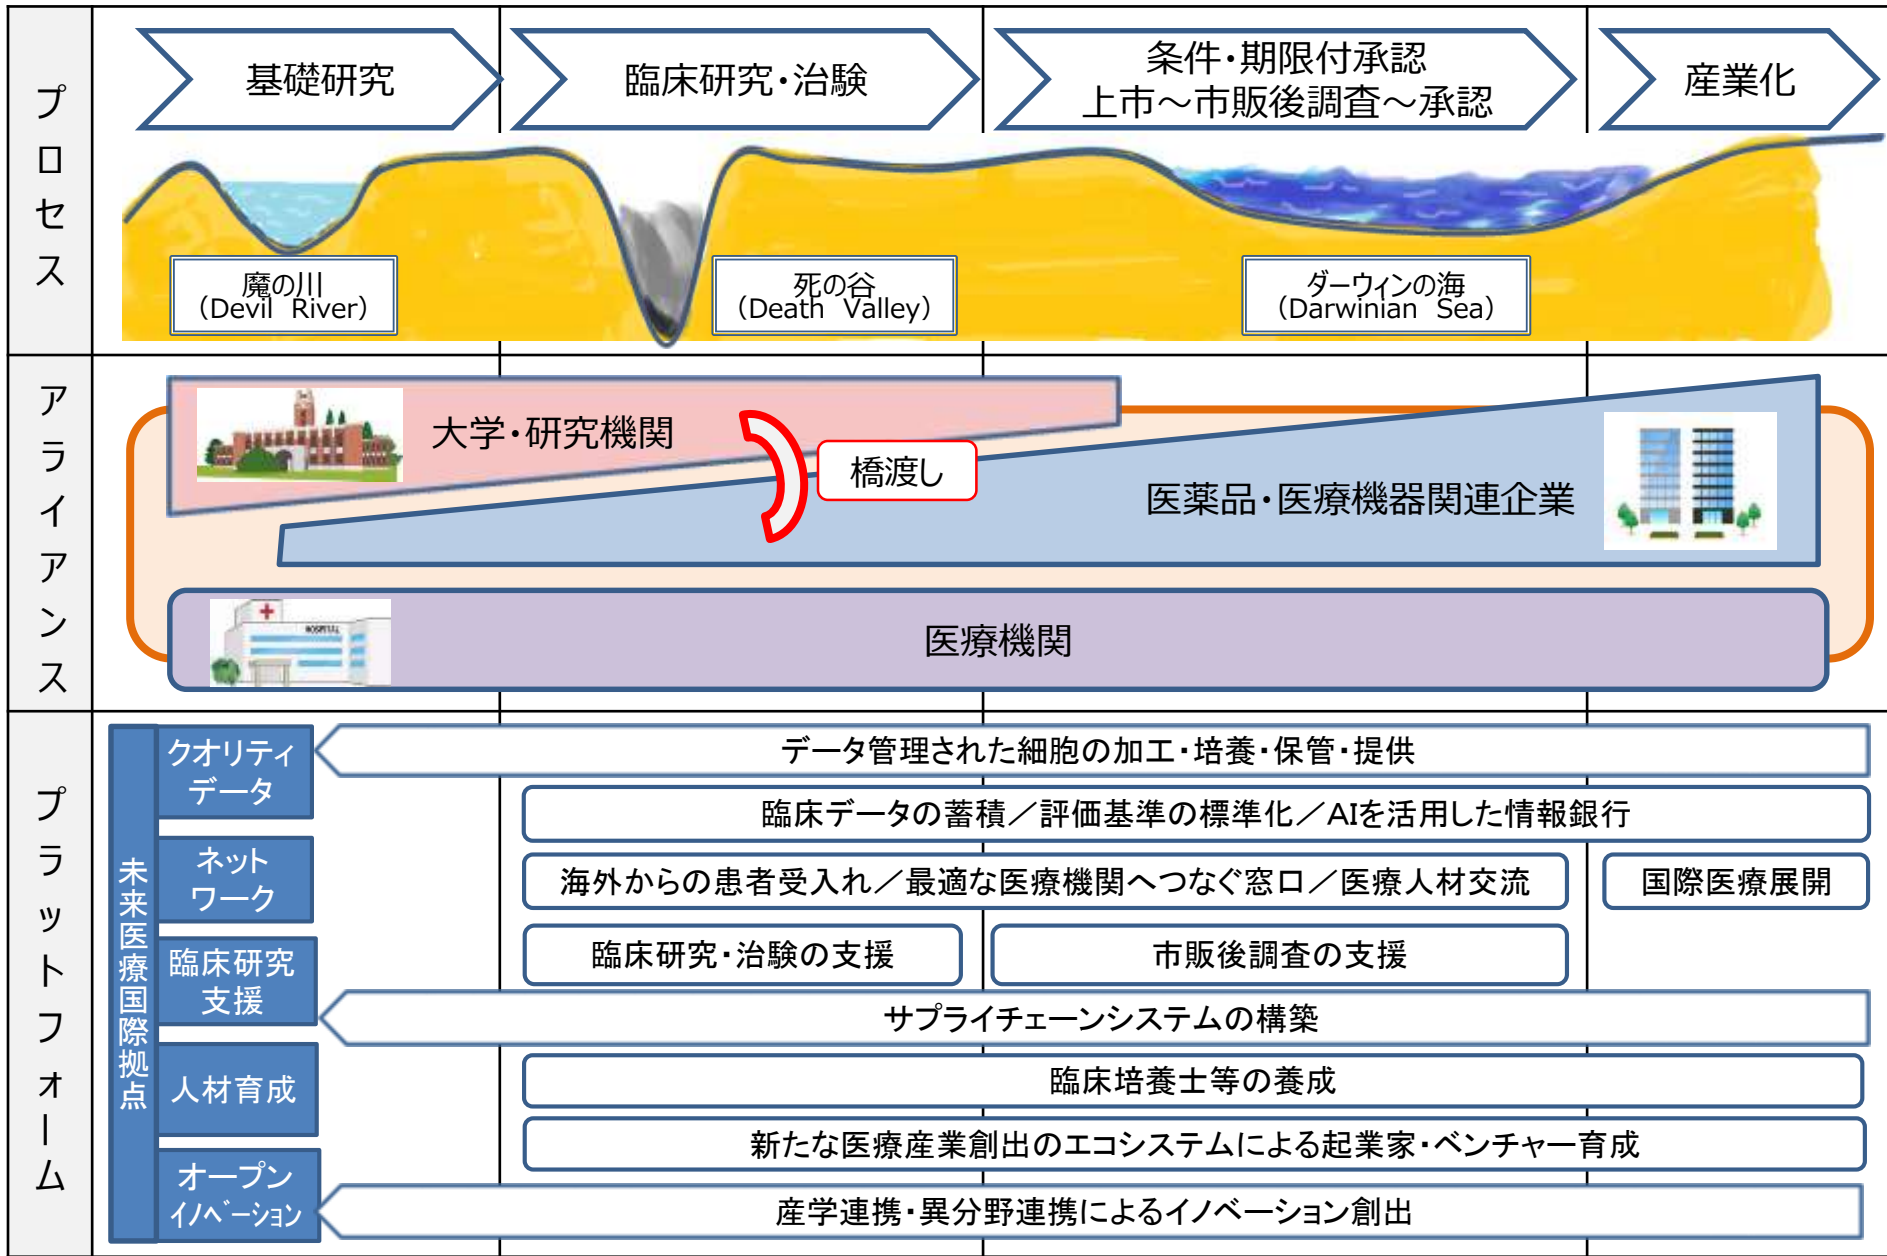 プロセス
基礎研究
臨床研究・治験
条件・期限付承認
上市～市販後調査～承認
産業化
魔の川
（Devil River）
死の谷
（Death Valley）
ダーウィンの海
（Darwinian Sea）
アライアンス
大学・研究機関
橋渡し
医薬品・医療機器関連企業
HOSPITAL
医療機関
プラットフォーム
未来医療国際拠点
クオリティ
データ
データ管理された細胞の加工・培養・保管・提供
臨床データの蓄積／評価基準の標準化／AIを活用した情報銀行
ネット
ワーク
海外からの患者受入れ／最適な医療機関へつなぐ窓口／医療人材交流
国際医療展開
臨床研究
支援
臨床研究・治験の支援
市販後調査の支援
サプライチェーンシステムの構築
人材育成
臨床培養士等の養成
新たな医療産業創出のエコシステムによる起業家・ベンチャー育成
オープン
イノベーション
産学連携・異分野連携によるイノベーション創出